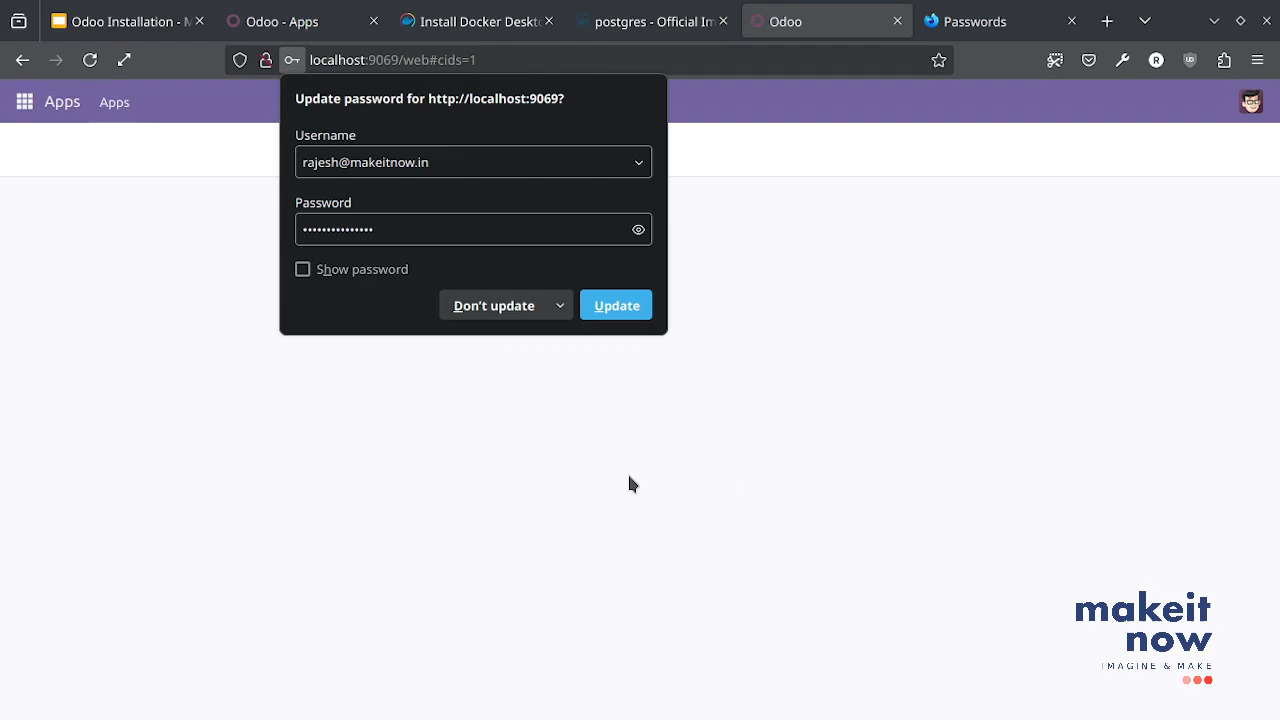 Odoo Installation - M
Odoo - Apps
Install Docker Deskto
postgres - Official Im
Odoo
Passwords
localhost:9069/web#cids=1
R
Apps
Apps
Update password for http://localhost:9069?
Username
rajesh@makeitnow.in
Password
Show password
Don't update
Update
makeit
now
IMAGINE & MAKE